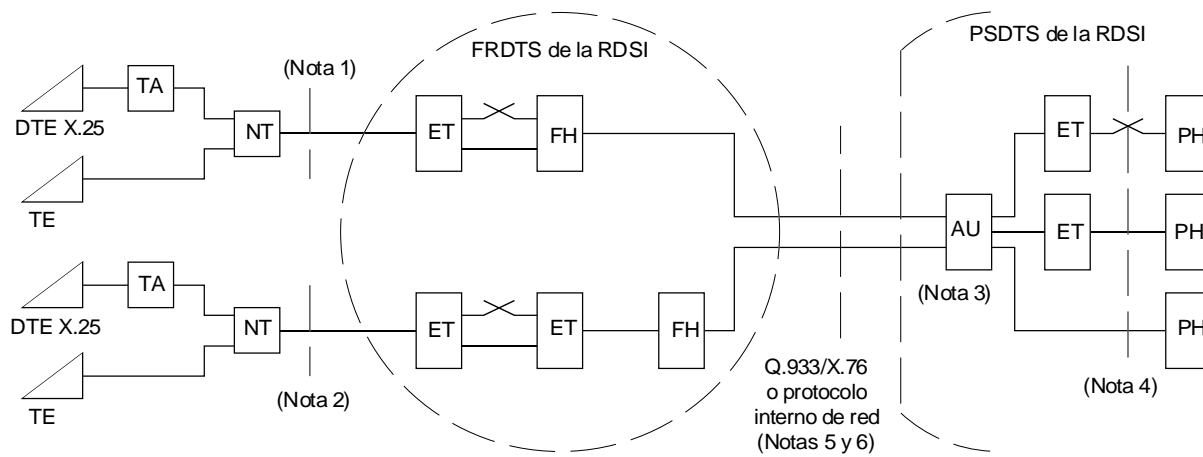 FRDTS de la RDSI
PSDTS de la RDSI
(Nota 1)
TA
DTE X.25
NT
ET
FH
ET
PH
TE
AU
ET
PH
(Nota 3)
TA
DTE X.25
NT
ET
ET
FH
PH
TE
(Nota 2)
Q.933/X.76
o protocolo
interno de red
(Notas 5 y 6)
(Nota 4)